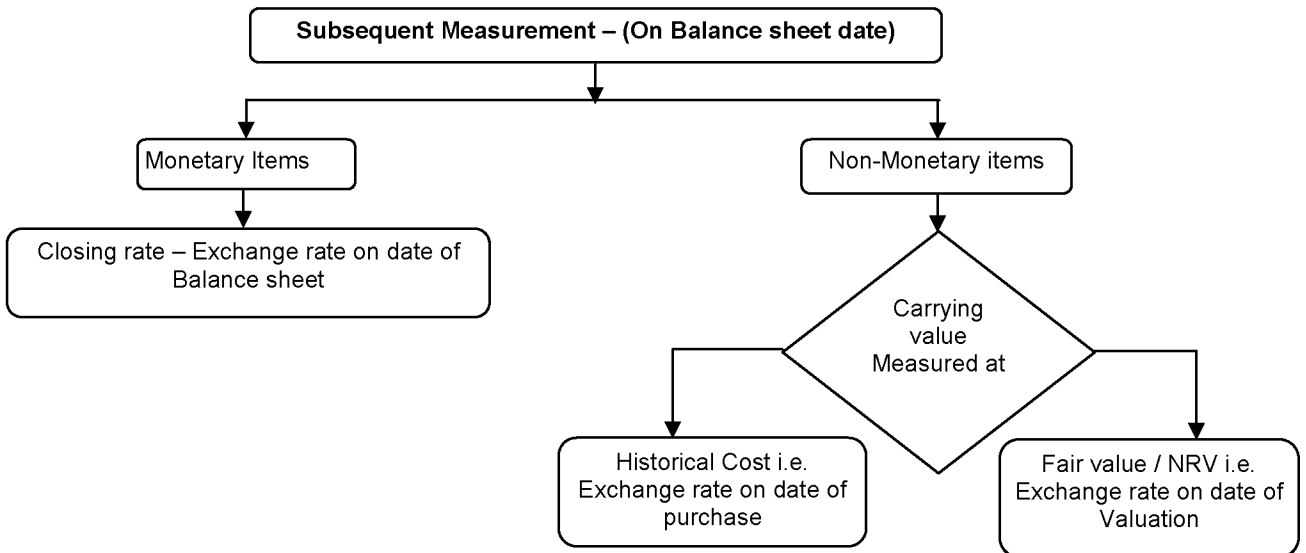 Subsequent Measurement – (On Balance sheet date)
Monetary Items
Non-Monetary items
Closing rate – Exchange rate on date of
Balance sheet
Carrying
value
Measured at
Historical Cost i.e.
Exchange rate on date of
purchase
Fair value / NRV i.e.
Exchange rate on date of
Valuation